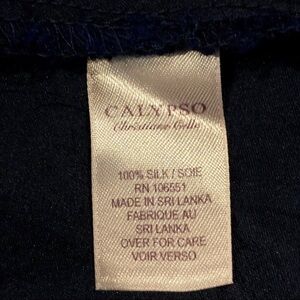 CALYPSO
Christiane Celle
100% SILK / SOIE
RN 106551
MADE IN SRI LANKA
FABRIQUE AU
SRI LANKA
OVER FOR CARE
VOIR VERSO